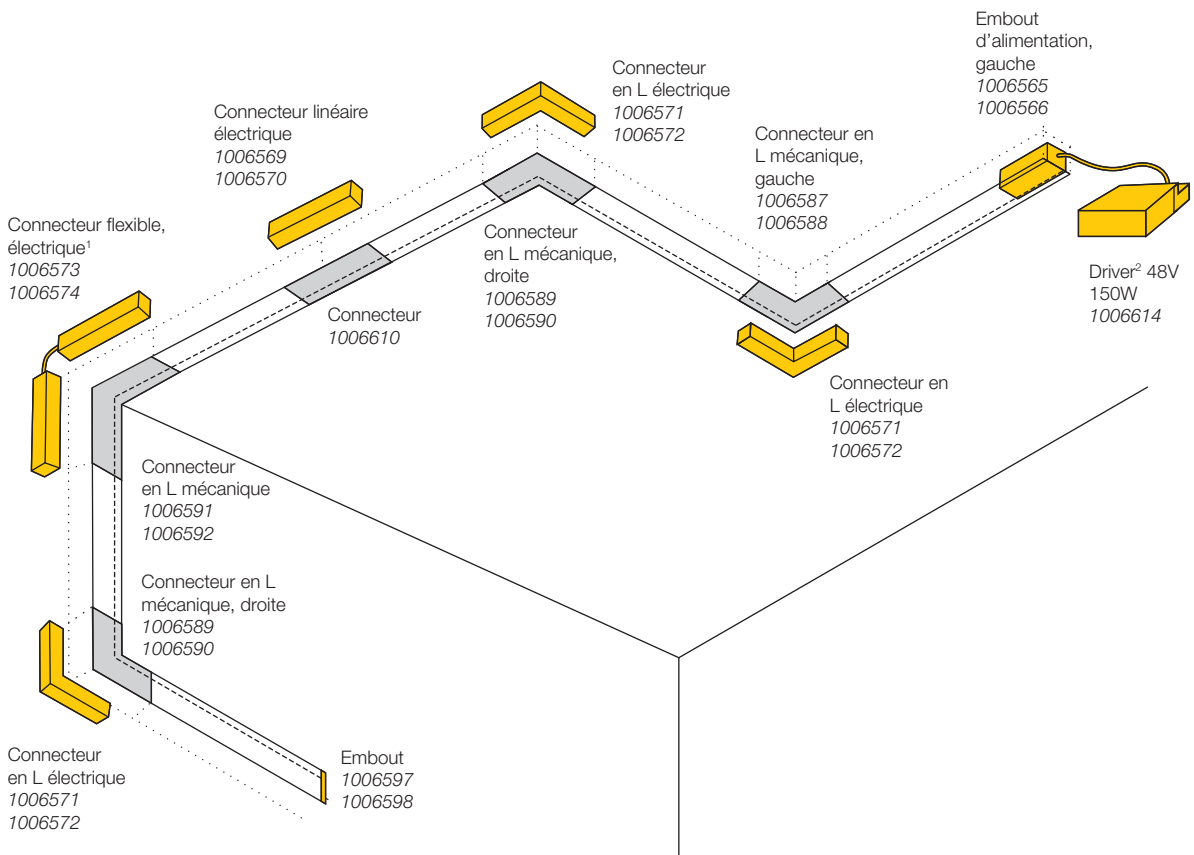 Embout
d’alimentation,
gauche
1006565
1006566
Connecteur
en L électrique
1006571
1006572
Connecteur linéaire
électrique
1006569
1006570
Connecteur en
L mécanique,
gauche
1006587
1006588
Connecteur flexible,
électrique¹
1006573
1006574
Connecteur
en L mécanique,
droite
1006589
1006590
Driver² 48V
150W
1006614
Connecteur
1006610
Connecteur en
L électrique
1006571
1006572
Connecteur
en L mécanique
1006591
1006592
Connecteur en L
mécanique, droite
1006589
1006590
Connecteur
en L électrique
1006571
1006572
Embout
1006597
1006598